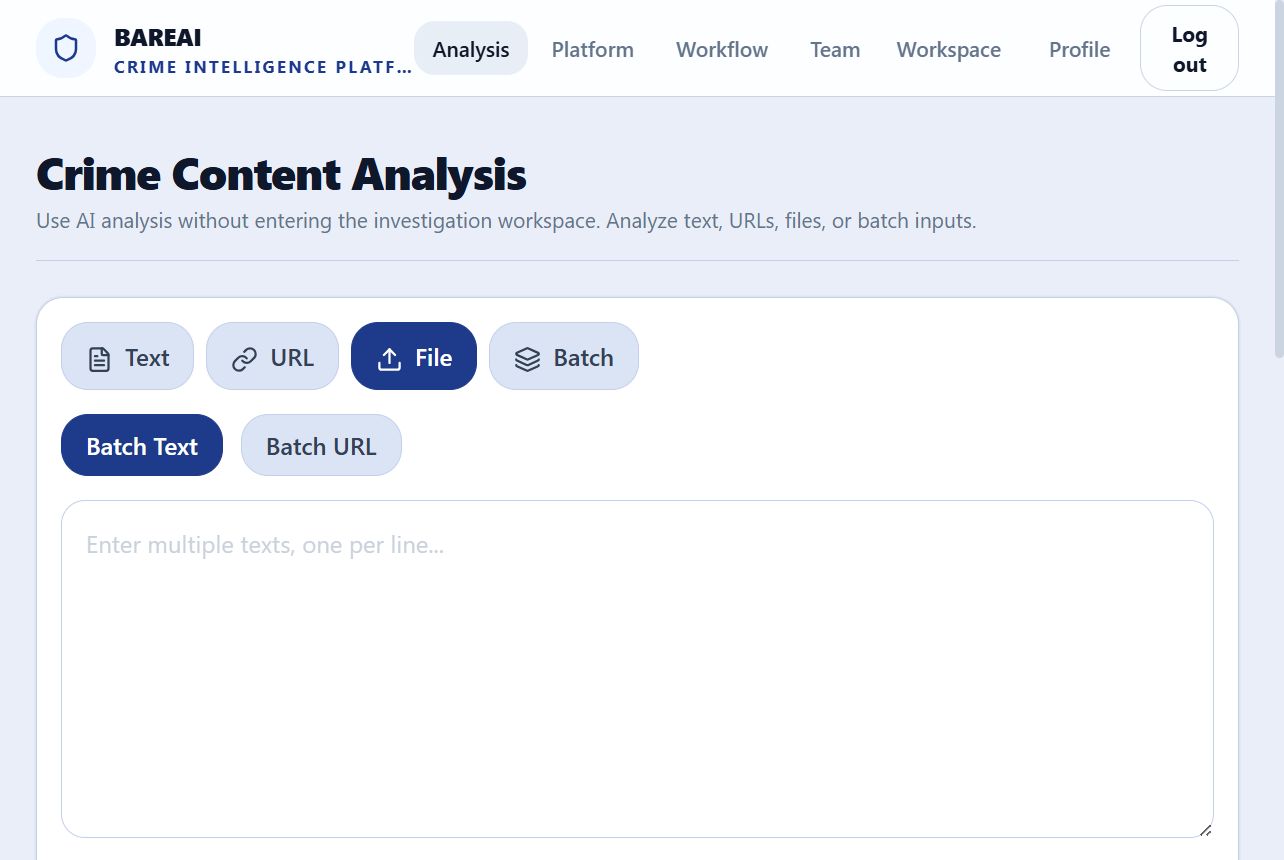 BAREAI
CRIME INTELLIGENCE PLATF...
Analysis
Platform
Workflow
Team
Workspace
Profile
Log
out
Crime Content Analysis
Use AI analysis without entering the investigation workspace. Analyze text, URLs, files, or batch inputs.
Text
URL
File
Batch
Batch Text
Batch URL
Enter multiple texts, one per line...